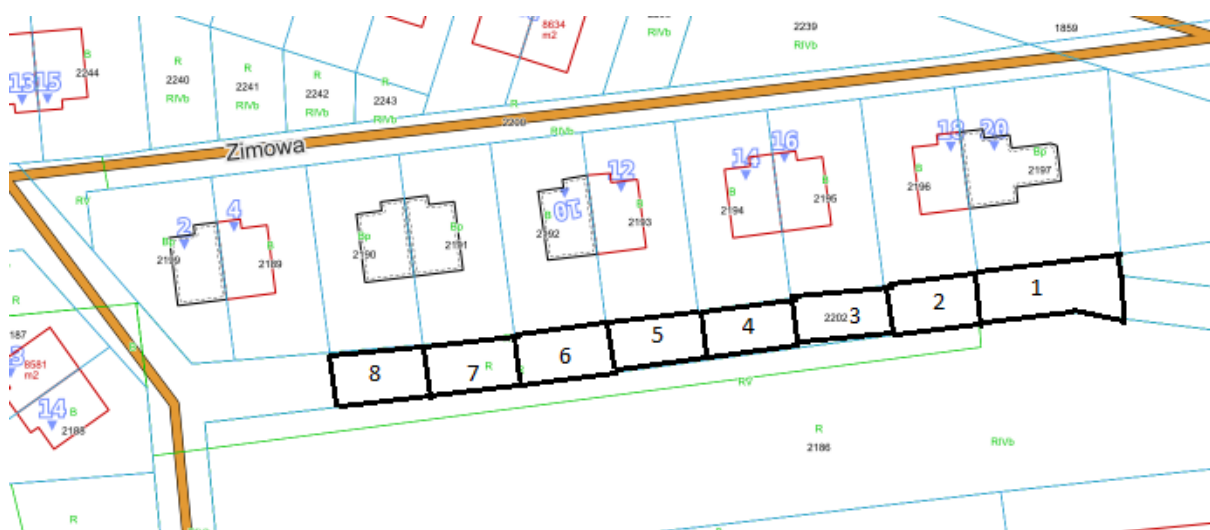 8634
m2
2239
RIVb
1859
RIVb
B
2244
13 15
R
2240
RIVb
R
2241
RIVb
R
2242
RIVb
R
2243
RIVb
R
2200
RIVb
Zimowa
RV
2
4
B
2189
Bp
2190
Bp
2191
10
B
2192
12
B
2193
14
B
2194
16
B
2195
18
B
2196
20
Bp
2197
R
187
8581
m2
14
B
2188
8
7
R
6
5
4
2202
3
2
1
RV
R
2186
RIVb
R
R